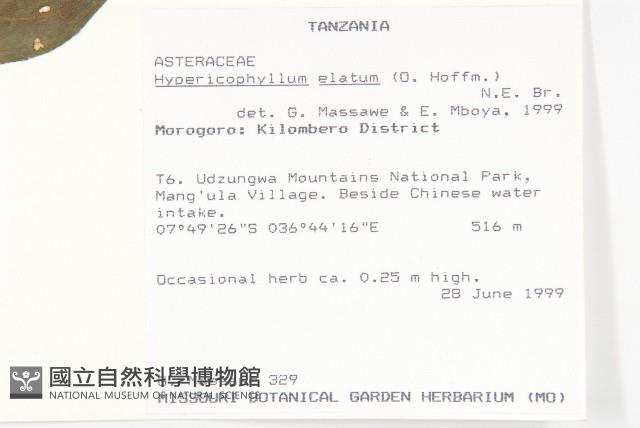 TANZANIA
ASTERACEAE
Hypericophyllum elatum (O. Hoffm.)
N.E. Br.
det. G. Massawe & E. Mboya, 1999
Morogoro: Kilombero District
T6. Udzungwa Mountains National Park,
Mang'ula Village. Beside Chinese water
intake.
07°49'26"S 036°44'16"E 516 m
Occasional herb ca. 0.25 m high.
28 June 1999
329
MISSOURI BOTANICAL GARDEN HERBARIUM (MO)
國立自然科學博物館
NATIONAL MUSEUM OF NATURAL SCIENCE